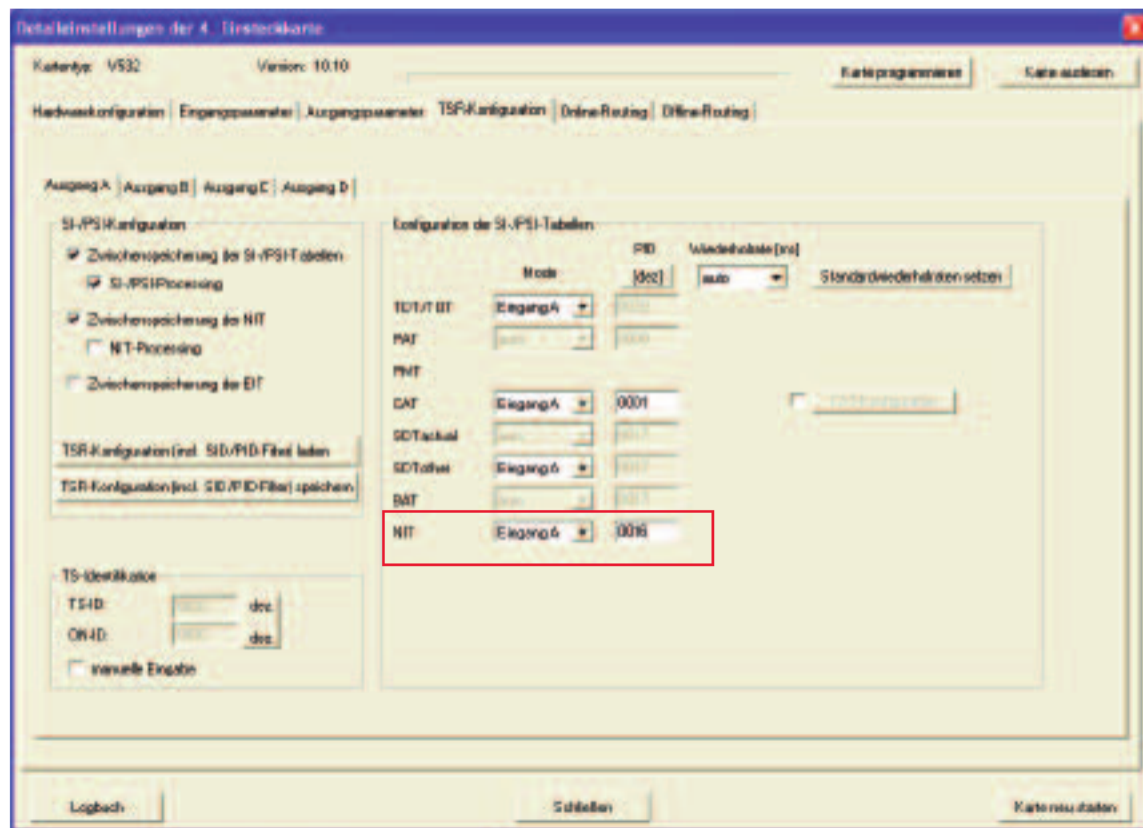 Detaileinstellungen der 4. Einsteckkarte
Kartentyp: V532 Version: 10.10 Karte programmieren Karte auslesen
Hardwarekonfiguration Eingangsparameter Ausgangsparameter TSR-Konfiguration Online-Routing Offline-Routing
Ausgang A Ausgang B Ausgang C Ausgang D
SI-/PSI-Konfiguration
Zwischenspeicherung der SI-/PSI-Tabellen
SI-/PSI-Processing
Zwischenspeicherung der NIT
NIT-Processing
Zwischenspeicherung der EIT
TSR-Konfiguration (incl. SID/PID-Filter) laden
TSR-Konfiguration (incl. SID/PID-Filter) speichern
TS-Identifikation
TS-ID: dez.
ON-ID: dez.
manuelle Eingabe
Konfiguration der SI-/PSI-Tabellen
PID Wiederholrate [ms]
Mode [dez] auto Standardwiederholraten setzen
TDT/TOT Eingang A
PAT
PMT
CAT Eingang A 0001
SDTactual
SDTother Eingang A
BAT
NIT Eingang A 0016
Logbuch Schließen Karte neu starten